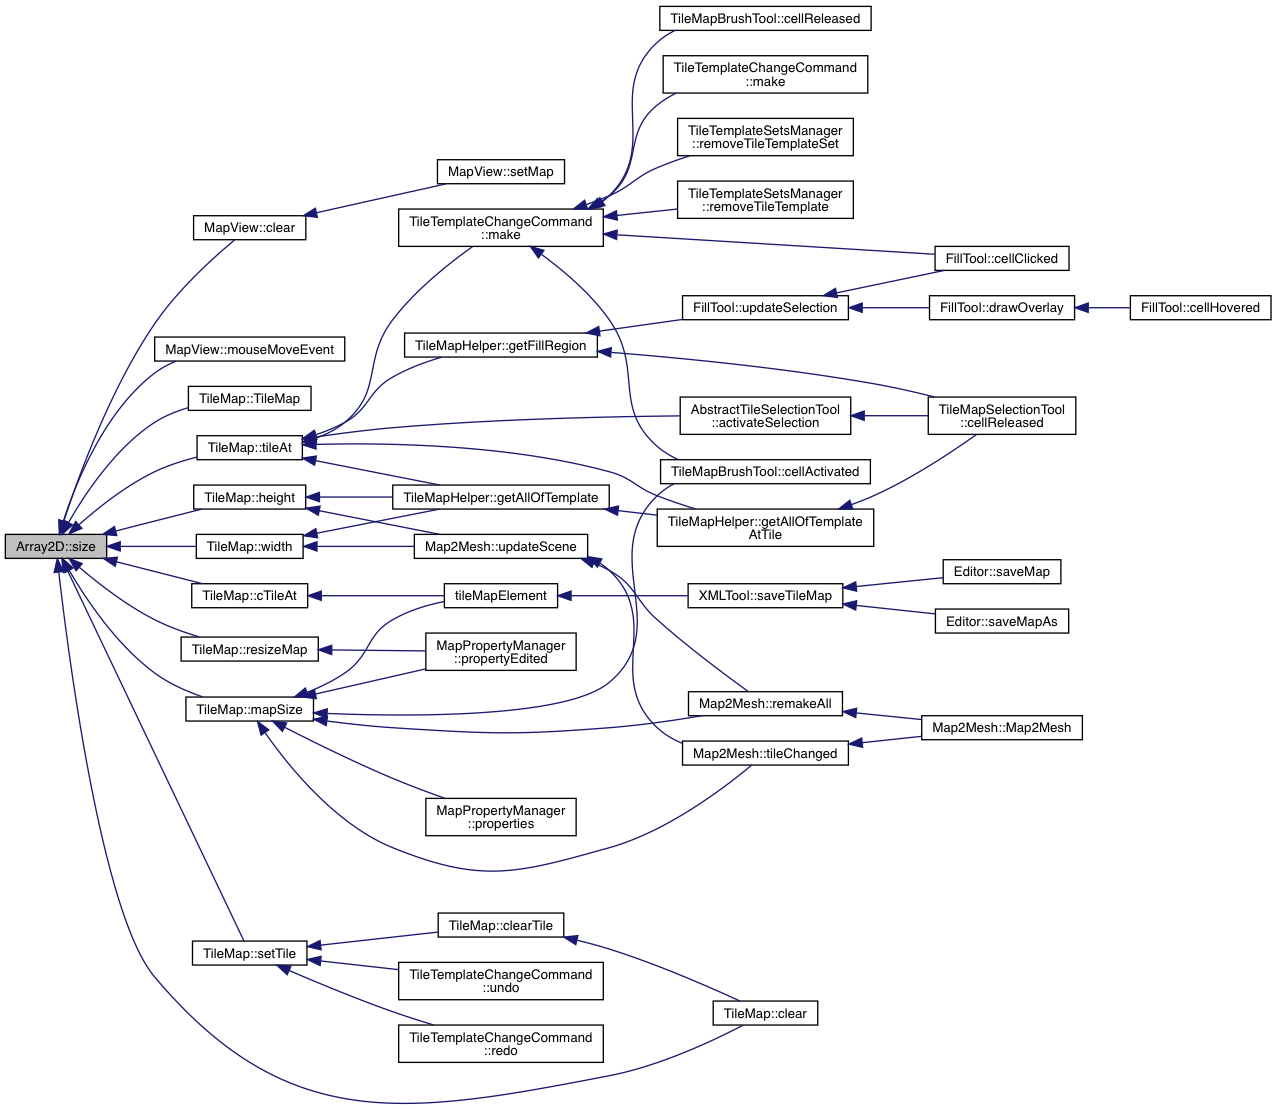 TileMapBrushTool::cellReleased
TileTemplateChangeCommand
::make
TileTemplateSetsManager
::removeTileTemplateSet
MapView::setMap
TileTemplateSetsManager
::removeTileTemplate
MapView::clear
TileTemplateChangeCommand
::make
FillTool::cellClicked
FillTool::updateSelection
FillTool::drawOverlay
FillTool::cellHovered
MapView::mouseMoveEvent
TileMapHelper::getFillRegion
TileMap::TileMap
AbstractTileSelectionTool
::activateSelection
TileMapSelectionTool
::cellReleased
TileMap::tileAt
TileMapBrushTool::cellActivated
TileMap::height
TileMapHelper::getAllOfTemplate
TileMapHelper::getAllOfTemplate
AtTile
Array2D::size
TileMap::width
Map2Mesh::updateScene
Editor::saveMap
TileMap::cTileAt
tileMapElement
XMLTool::saveTileMap
Editor::saveMapAs
TileMap::resizeMap
MapPropertyManager
::propertyEdited
TileMap::mapSize
Map2Mesh::remakeAll
Map2Mesh::Map2Mesh
Map2Mesh::tileChanged
MapPropertyManager
::properties
TileMap::clearTile
TileMap::setTile
TileTemplateChangeCommand
::undo
TileMap::clear
TileTemplateChangeCommand
::redo